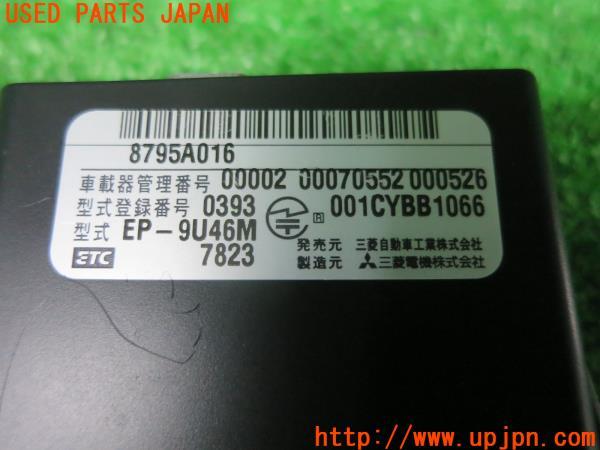 USED PARTS JAPAN
8795A016
車載器管理番号 00002 00070552 000526
型式登録番号 0393 R 001CYBB1066
型式 EP-9U46M 発売元 三菱自動車工業株式会社
ETC 7823 製造元 三菱電機株式会社
USED PARTS JAPAN
http://www.upjpn.com/